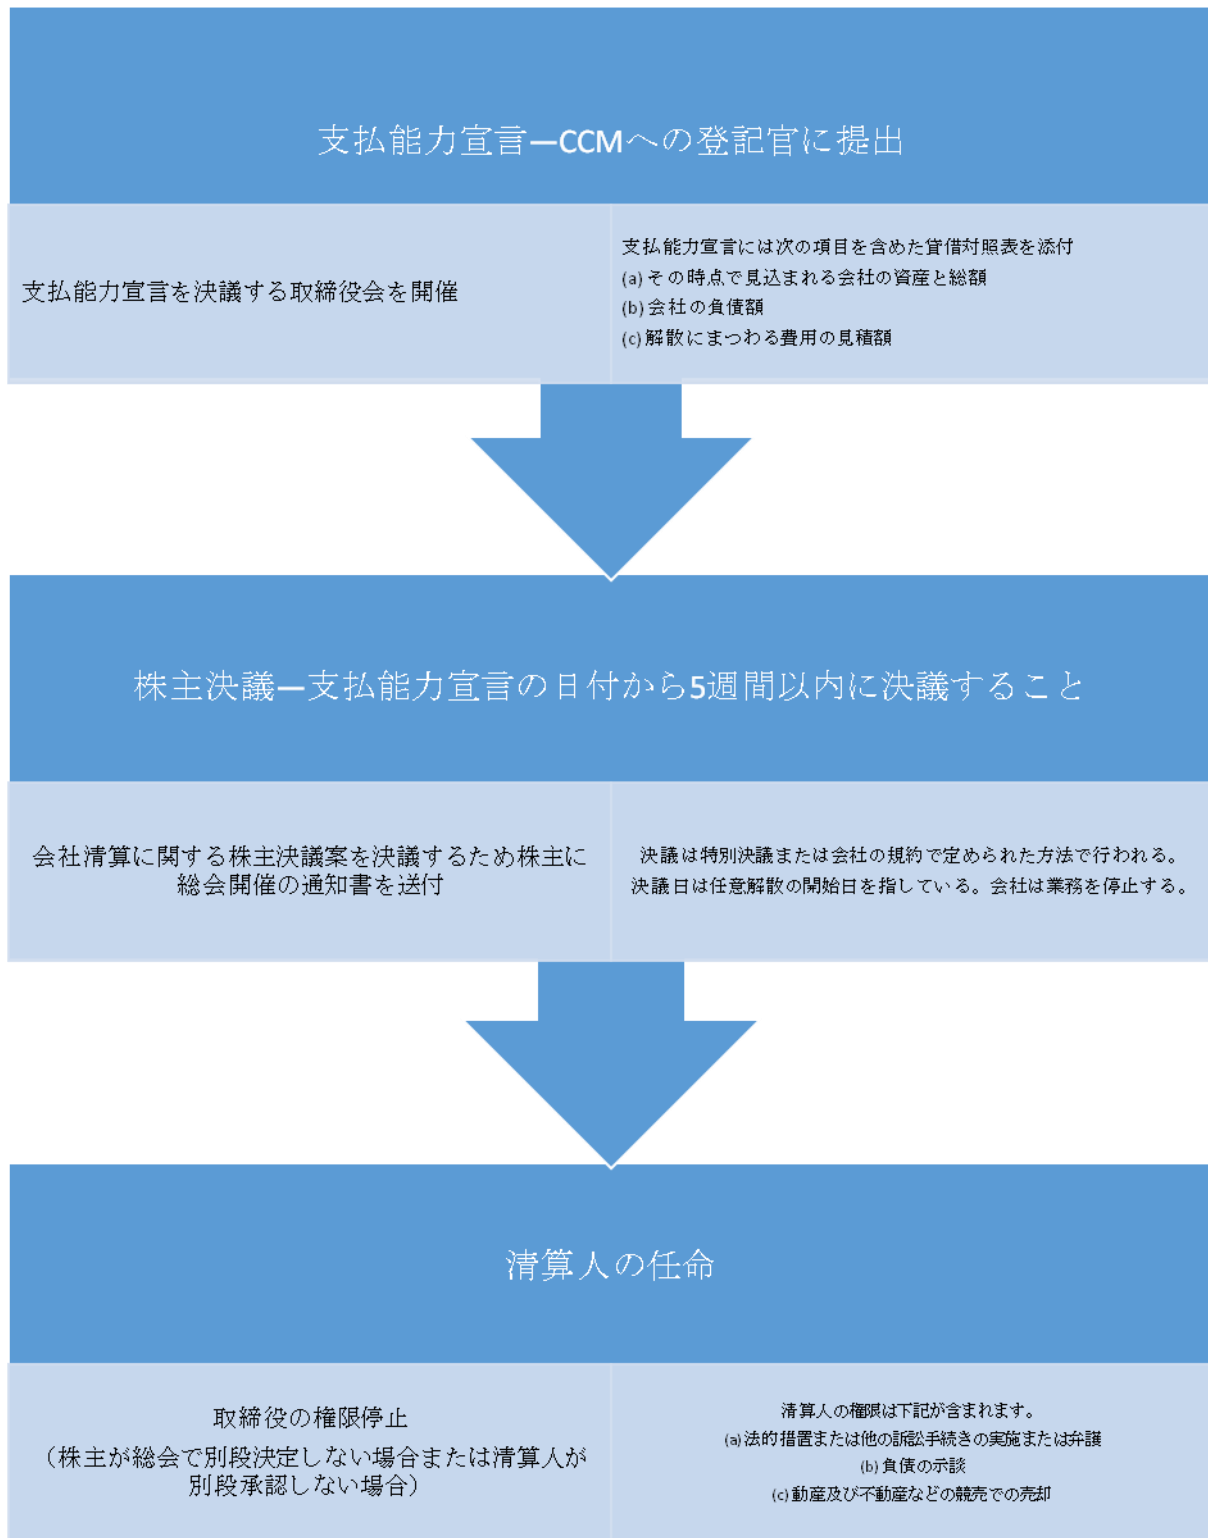 支払能力宣言―CCMへの登記官に提出
支払能力宣言を決議する取締役会を開催
支払能力宣言には次の項目を含めた貸借対照表を添付
(a) その時点で見込まれる会社の資産と総額
(b) 会社の負債額
(c) 解散にまつわる費用の見積額
株主決議―支払能力宣言の日付から5週間以内に決議すること
会社清算に関する株主決議案を決議するため株主に
総会開催の通知書を送付
決議は特別決議または会社の規約で定められた方法で行われる。
決議日は任意解散の開始日を指している。会社は業務を停止する。
清算人の任命
取締役の権限停止
（株主が総会で別段決定しない場合または清算人が
別段承認しない場合）
清算人の権限は下記が含まれます。
(a) 法的措置または他の訴訟手続きの実施または弁護
(b) 負債の示談
(c) 動産及び不動産などの競売での売却